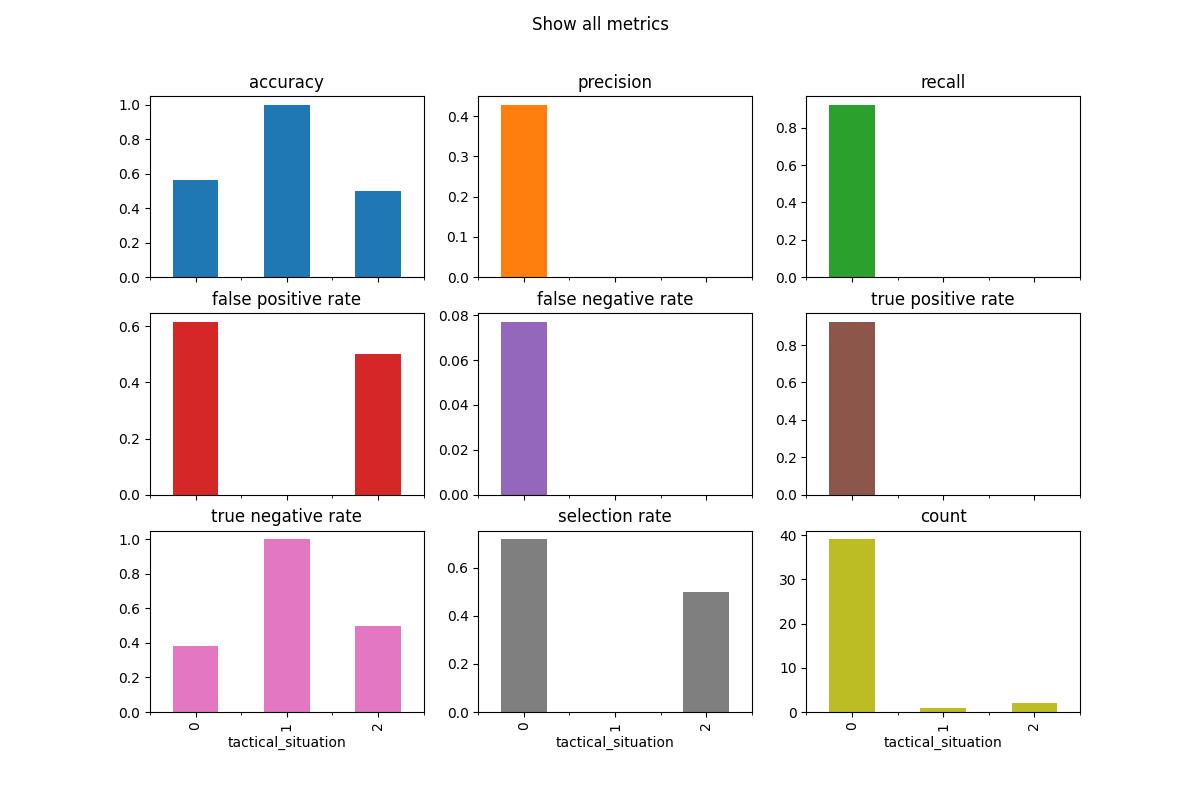 Show all metrics
accuracy
precision
recall
1.0
0.8
0.6
0.4
0.2
0.0
0.4
0.3
0.2
0.1
0.0
0.8
0.6
0.4
0.2
0.0
false positive rate
false negative rate
true positive rate
0.6
0.4
0.2
0.0
0.08
0.06
0.04
0.02
0.00
0.8
0.6
0.4
0.2
0.0
true negative rate
selection rate
count
1.0
0.8
0.6
0.4
0.2
0.0
0.6
0.4
0.2
0.0
40
30
20
10
0
0 1 2
0 1 2
0 1 2
tactical_situation
tactical_situation
tactical_situation